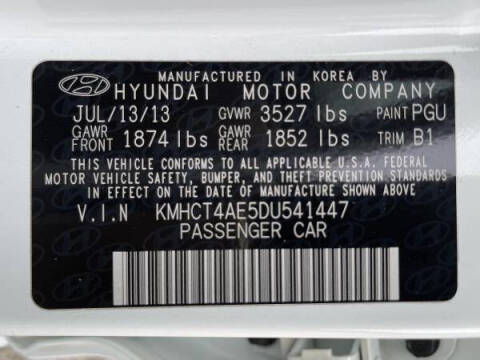 MANUFACTURED IN KOREA BY
HYUNDAI MOTOR COMPANY
JUL/13/13 GVWR 3527 lbs PAINT PGU
GAWR FRONT 1874 lbs GAWR REAR 1852 lbs TRIM B1
THIS VEHICLE CONFORMS TO ALL APPLICABLE U.S.A. FEDERAL
MOTOR VEHICLE SAFETY, BUMPER, AND THEFT PREVENTION STANDARDS
IN EFFECT ON THE DATE OF MANUFACTURE SHOWN ABOVE.
V.I.N KMHCT4AE5DU541447
PASSENGER CAR